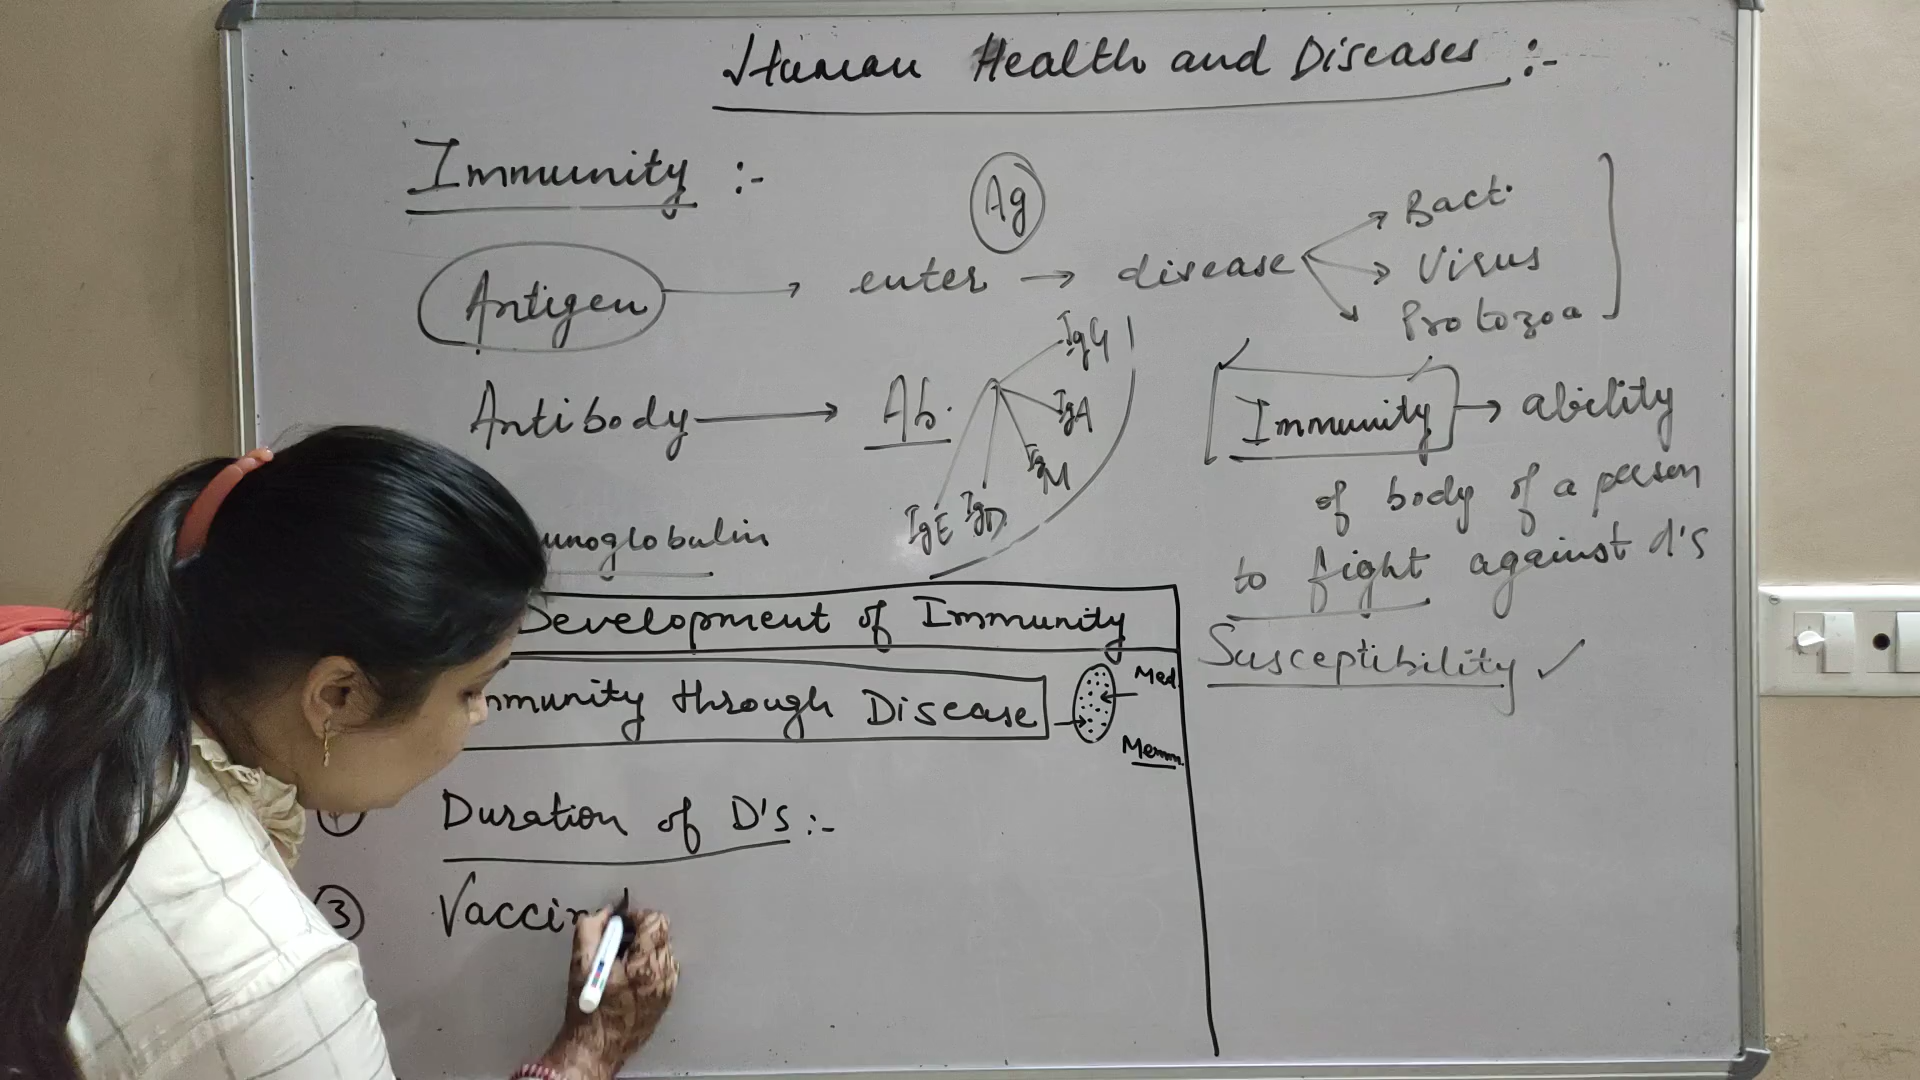 Human Health and Diseases :-
Immunity :-
Ag
Antigen → enter → disease
Bact.
Virus
Protozoa
Antibody → Ab.
IgG
IgA
IgM
IgD
IgE
unoglobulin
Immunity → ability
of body of a person
to fight against d's
Susceptibility ✓
Development of Immunity
mmunity through Disease
Med.
Memm.
Duration of D's :-
3 Vaccin